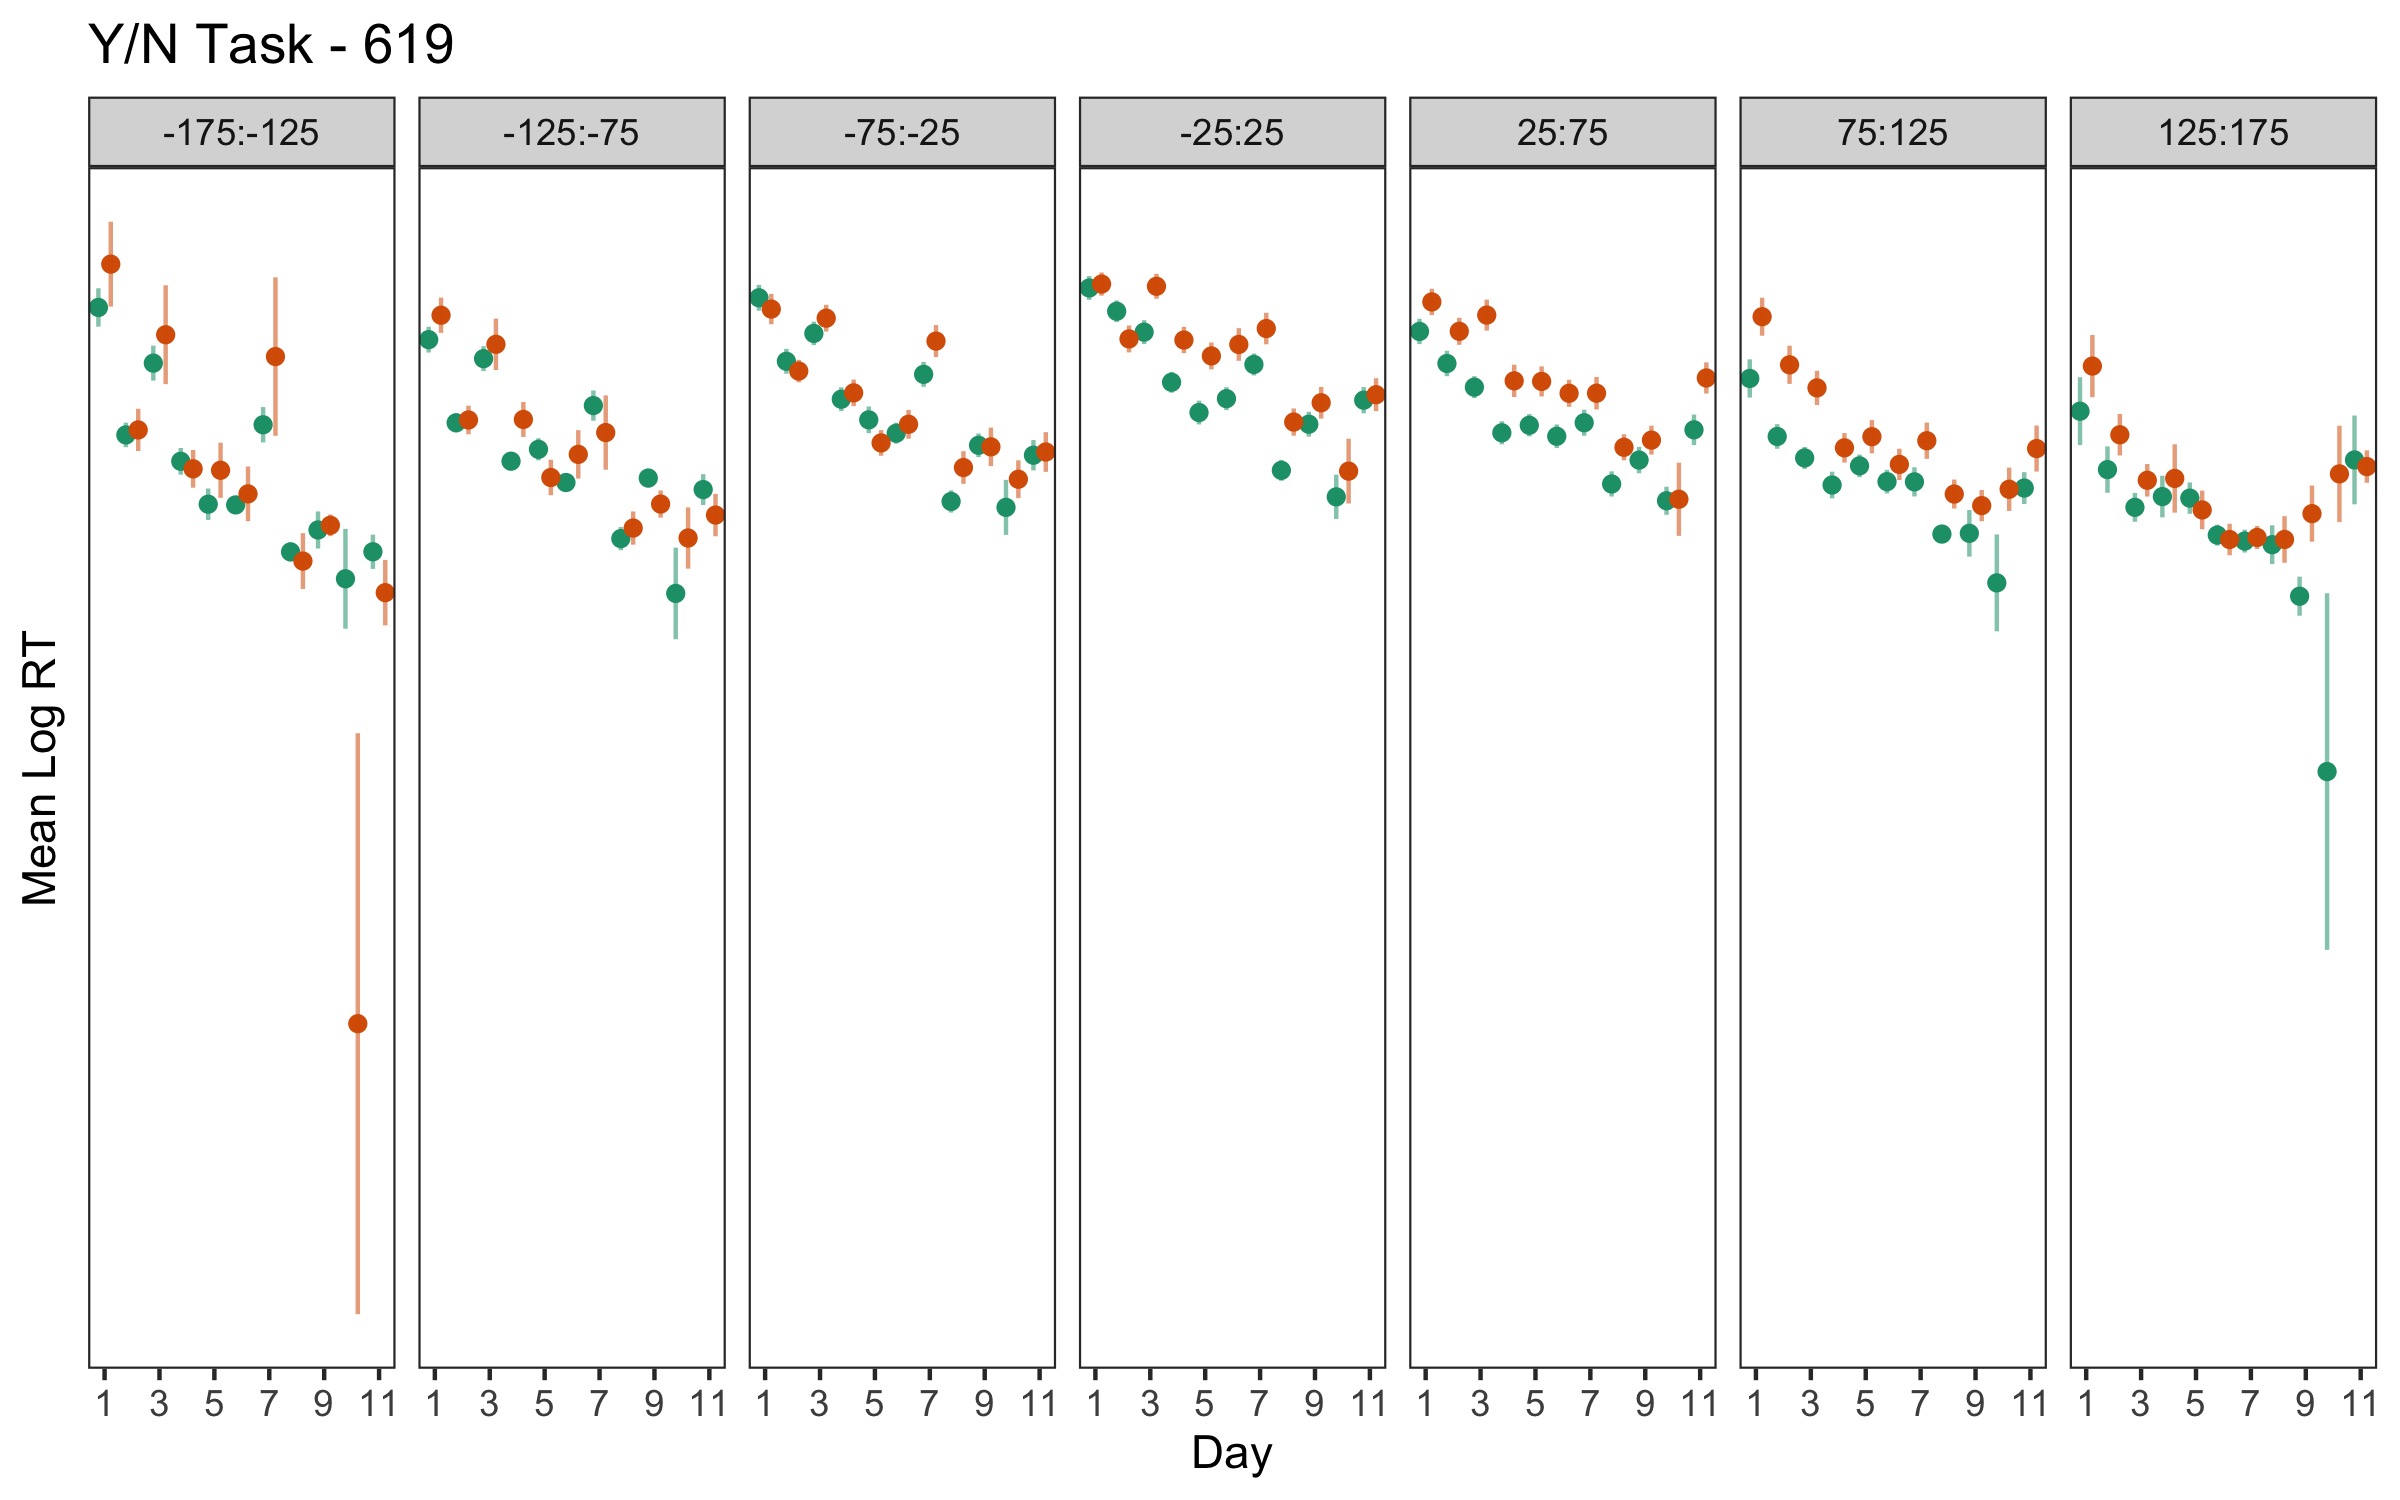 Y/N Task - 619
-175:-125 -125:-75 -75:-25 -25:25 25:75 75:125 125:175
Mean Log RT
1 3 5 7 9 11 1 3 5 7 9 11 1 3 5 7 9 11 1 3 5 7 9 11 1 3 5 7 9 11 1 3 5 7 9 11 1 3 5 7 9 11
Day